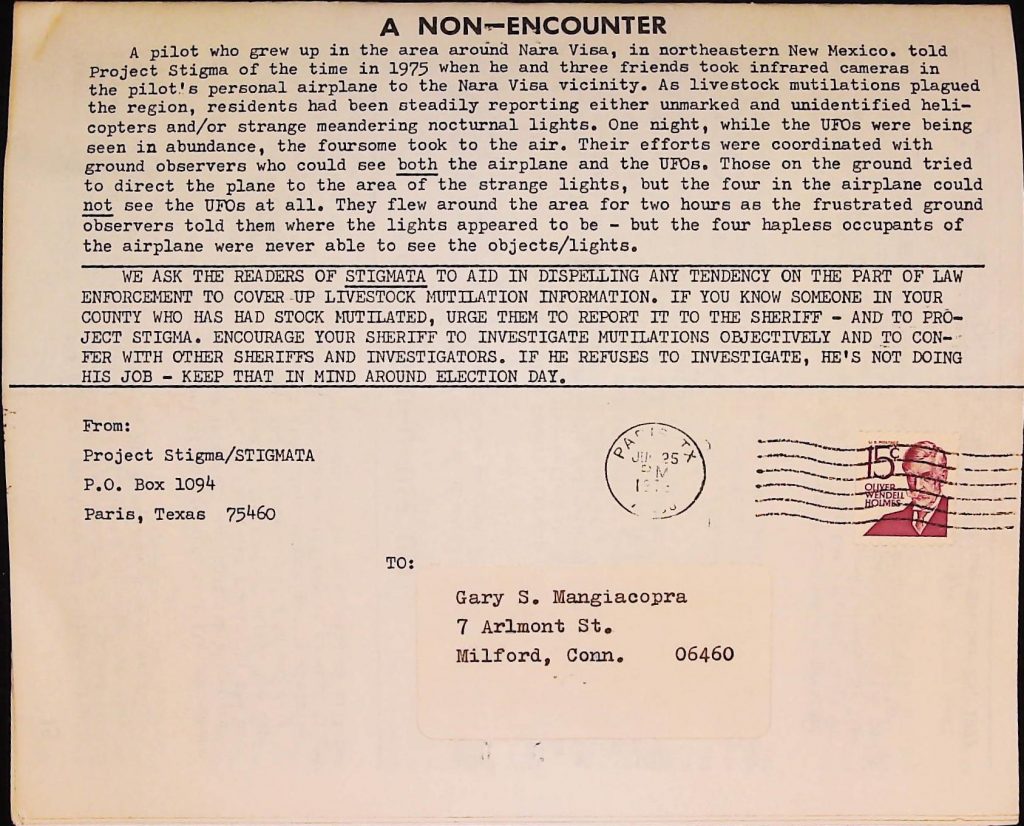 A NON-ENCOUNTER
A pilot who grew up in the area around Nara Visa, in northeastern New Mexico. told
Project Stigma of the time in 1975 when he and three friends took infrared cameras in
the pilot's personal airplane to the Nara Visa vicinity. As livestock mutilations plagued
the region, residents had been steadily reporting either unmarked and unidentified heli-
copters and/or strange meandering nocturnal lights. One night, while the UFOs were being
seen in abundance, the foursome took to the air. Their efforts were coordinated with
ground observers who could see both the airplane and the UFOs. Those on the ground tried
to direct the plane to the area of the strange lights, but the four in the airplane could
not see the UFOs at all. They flew around the area for two hours as the frustrated ground
observers told them where the lights appeared to be - but the four hapless occupants of
the airplane were never able to see the objects/lights.
WE ASK THE READERS OF STIGMATA TO AID IN DISPELLING ANY TENDENCY ON THE PART OF LAW
ENFORCEMENT TO COVER UP LIVESTOCK MUTILATION INFORMATION. IF YOU KNOW SOMEONE IN YOUR
COUNTY WHO HAS HAD STOCK MUTILATED, URGE THEM TO REPORT IT TO THE SHERIFF - AND TO PRO-
JECT STIGMA. ENCOURAGE YOUR SHERIFF TO INVESTIGATE MUTILATIONS OBJECTIVELY AND TO CON-
FER WITH OTHER SHERIFFS AND INVESTIGATORS. IF HE REFUSES TO INVESTIGATE, HE'S NOT DOING
HIS JOB - KEEP THAT IN MIND AROUND ELECTION DAY.
From:
Project Stigma/STIGMATA
P.O. Box 1094
Paris, Texas 75460
PARIS TX
25
PM
U.S. POSTAGE
15c
OLIVER
WENDELL
HOLMES
TO:
Gary S. Mangiacopra
7 Arlmont St.
Milford, Conn. 06460